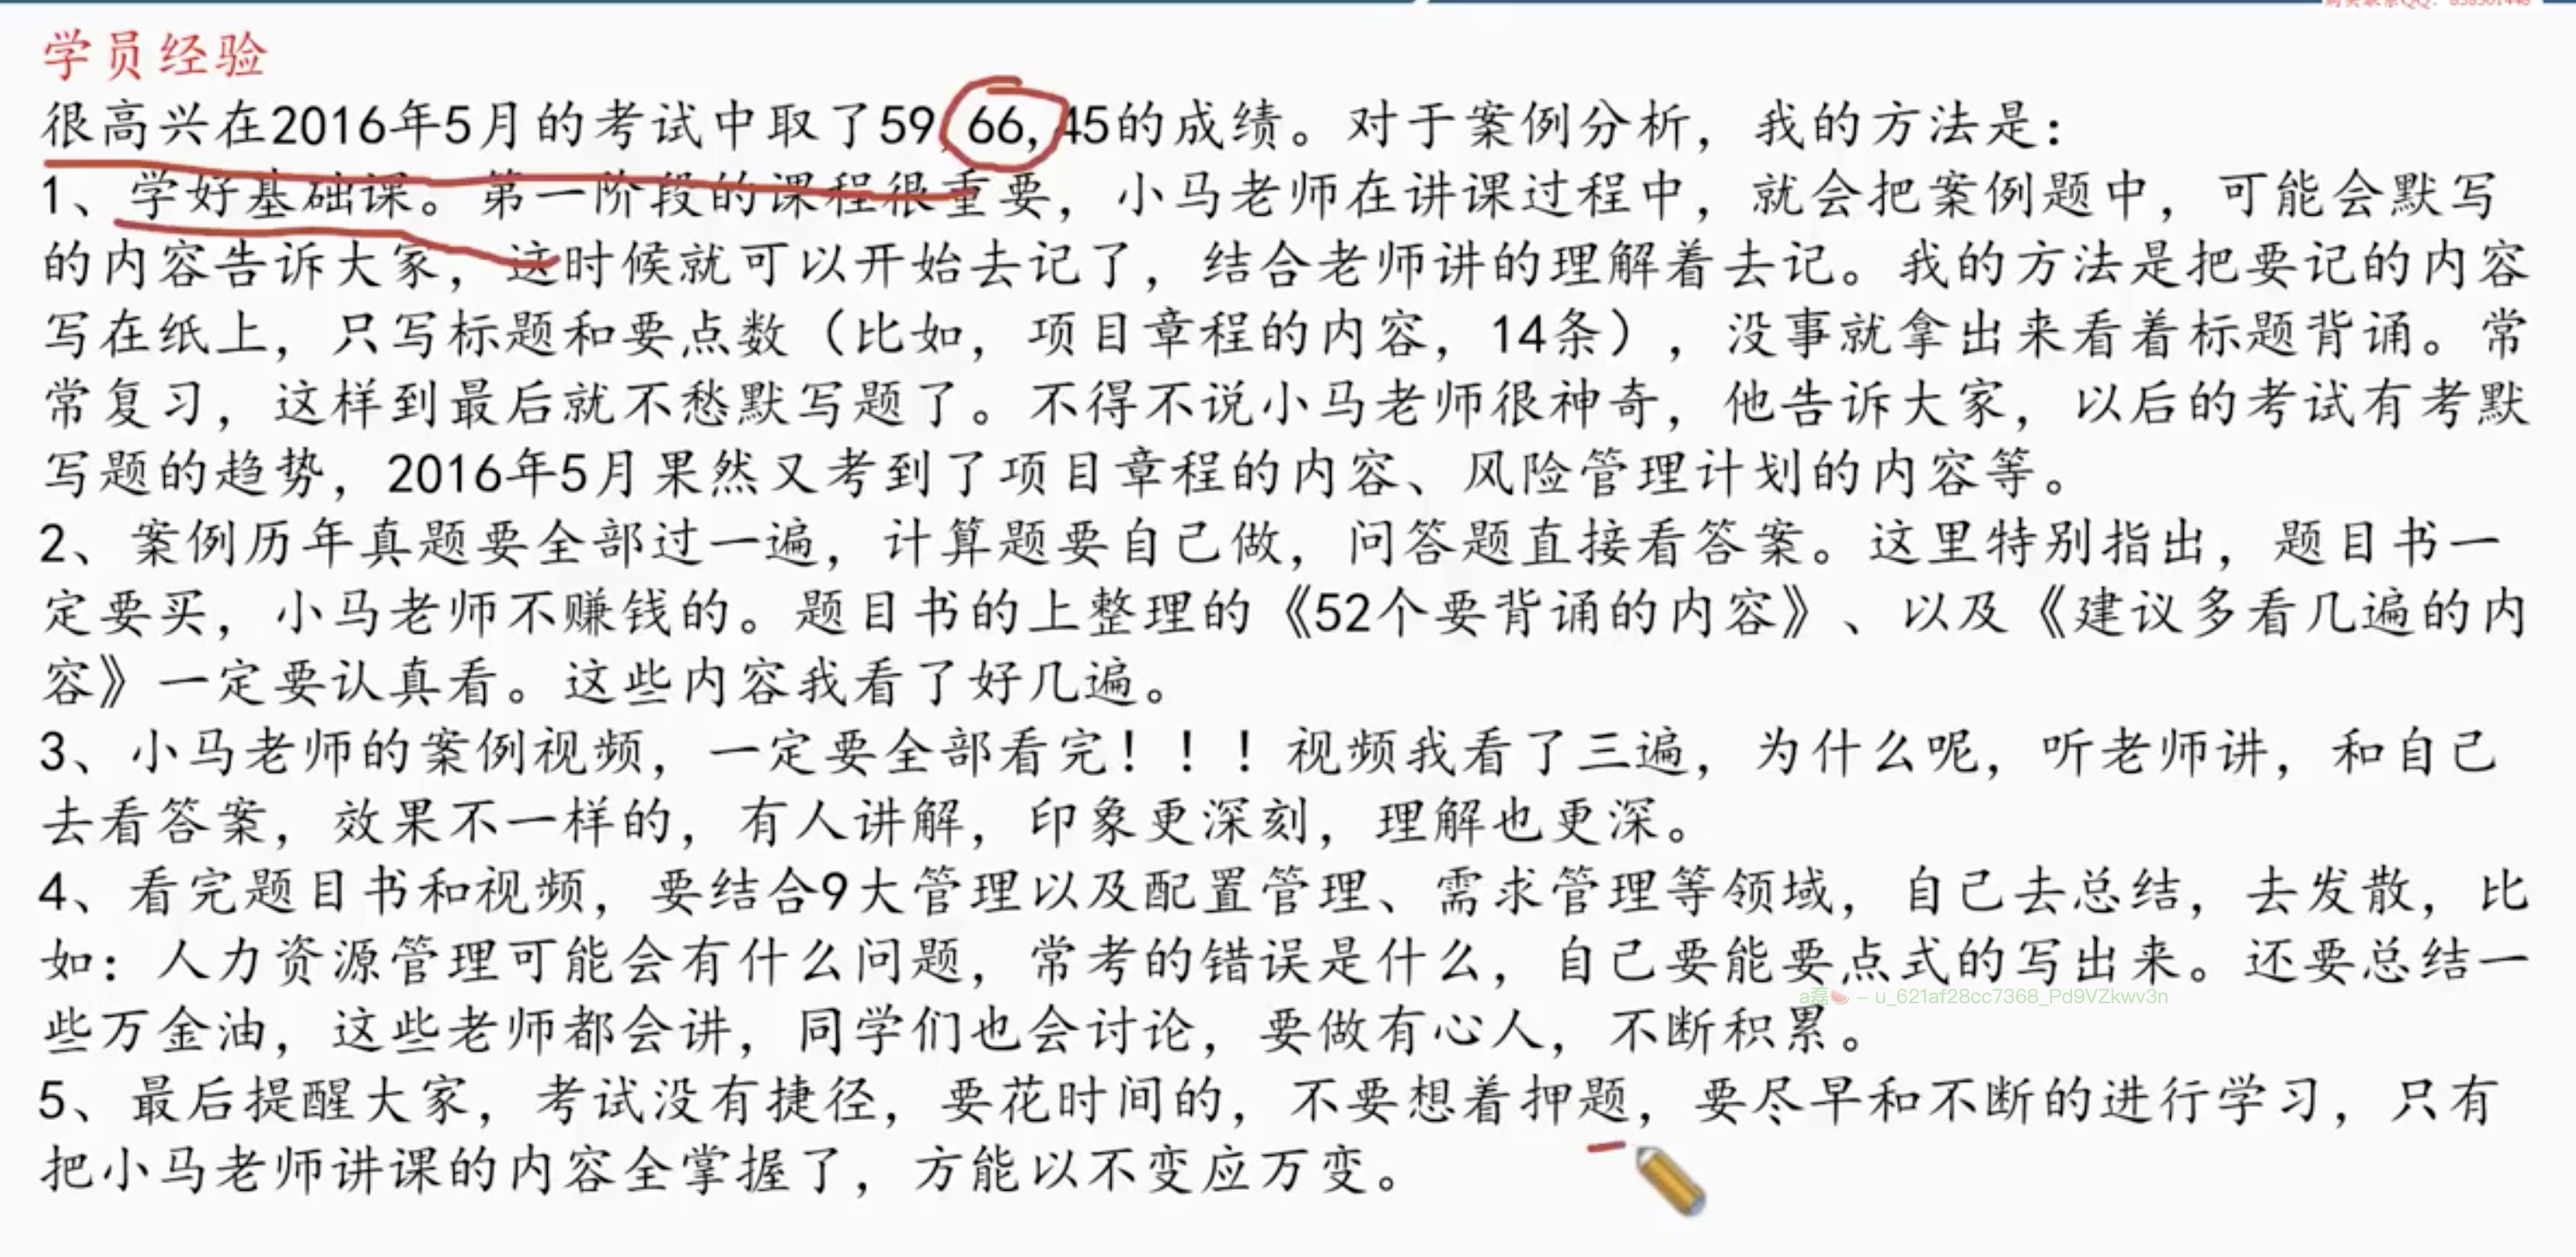 学员经验
很高兴在2016年5月的考试中取了59,66,45的成绩。对于案例分析，我的方法是：
1、学好基础课。第一阶段的课程很重要，小马老师在讲课过程中，就会把案例题中，可能会默写
的内容告诉大家，这时候就可以开始去记了，结合老师讲的理解着去记。我的方法是把要记的内容
写在纸上，只写标题和要点数（比如，项目章程的内容，14条），没事就拿出来看着标题背诵。常
常复习，这样到最后就不愁默写题了。不得不说小马老师很神奇，他告诉大家，以后的考试有考默
写题的趋势，2016年5月果然又考到了项目章程的内容、风险管理计划的内容等。
2、案例历年真题要全部过一遍，计算题要自己做，问答题直接看答案。这里特别指出，题目书一
定要买，小马老师不赚钱的。题目书的上整理的《52个要背诵的内容》、以及《建议多看几遍的内
容》一定要认真看。这些内容我看了好几遍。
3、小马老师的案例视频，一定要全部看完！！！视频我看了三遍，为什么呢，听老师讲，和自己
去看答案，效果不一样的，有人讲解，印象更深刻，理解也更深。
4、看完题目书和视频，要结合9大管理以及配置管理、需求管理等领域，自己去总结，去发散，比
如：人力资源管理可能会有什么问题，常考的错误是什么，自己要能要点式的写出来。还要总结一
a磊🍉 – u_621af28cc7368_Pd9VZkwv3n
些万金油，这些老师都会讲，同学们也会讨论，要做有心人，不断积累。
5、最后提醒大家，考试没有捷径，要花时间的，不要想着押题，要尽早和不断的进行学习，只有
把小马老师讲课的内容全掌握了，方能以不变应万变。